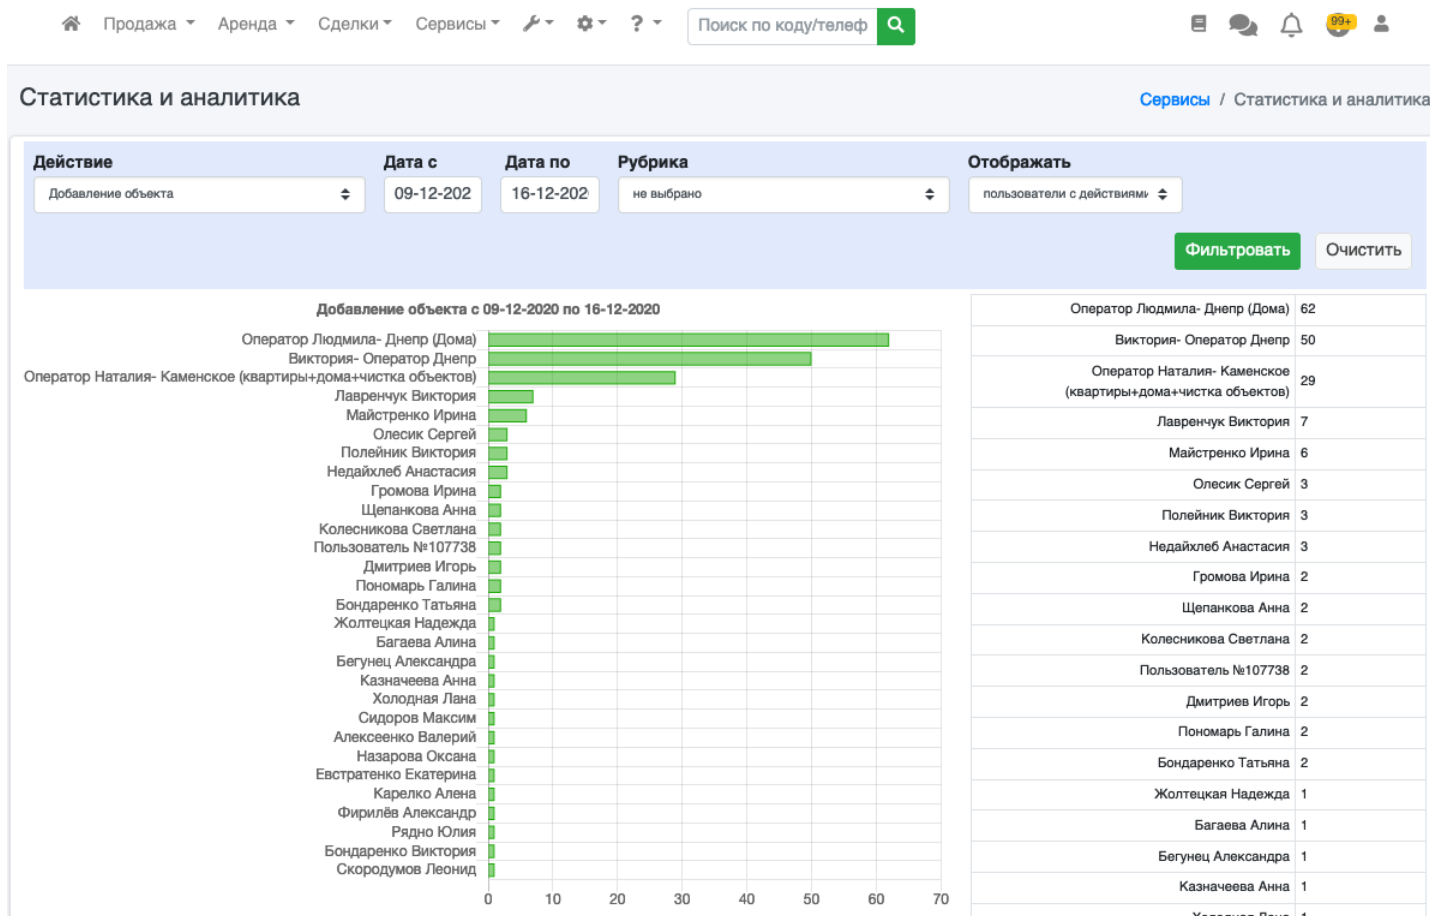 Продажа Аренда Сделки Сервисы ? Поиск по коду/телеф 99+
Статистика и аналитика
Сервисы / Статистика и аналитика
Действие Дата с Дата по Рубрика Отображать
Добавление объекта 09-12-202 16-12-202 не выбрано пользователи с действиями
Фильтровать Очистить
Добавление объекта с 09-12-2020 по 16-12-2020
Оператор Людмила- Днепр (Дома)
Виктория- Оператор Днепр
Оператор Наталия- Каменское (квартиры+дома+чистка объектов)
Лавренчук Виктория
Майстренко Ирина
Олесик Сергей
Полейник Виктория
Недайхлеб Анастасия
Громова Ирина
Щепанкова Анна
Колесникова Светлана
Пользователь №107738
Дмитриев Игорь
Пономарь Галина
Бондаренко Татьяна
Жолтецкая Надежда
Багаева Алина
Бегунец Александра
Казначеева Анна
Холодная Лана
Сидоров Максим
Алексеенко Валерий
Назарова Оксана
Евстратенко Екатерина
Карелко Алена
Фирилёв Александр
Рядно Юлия
Бондаренко Виктория
Скородумов Леонид
0 10 20 30 40 50 60 70
Оператор Людмила- Днепр (Дома) 62
Виктория- Оператор Днепр 50
Оператор Наталия- Каменское
(квартиры+дома+чистка объектов) 29
Лавренчук Виктория 7
Майстренко Ирина 6
Олесик Сергей 3
Полейник Виктория 3
Недайхлеб Анастасия 3
Громова Ирина 2
Щепанкова Анна 2
Колесникова Светлана 2
Пользователь №107738 2
Дмитриев Игорь 2
Пономарь Галина 2
Бондаренко Татьяна 2
Жолтецкая Надежда 1
Багаева Алина 1
Бегунец Александра 1
Казначеева Анна 1
Холодная Лана 1